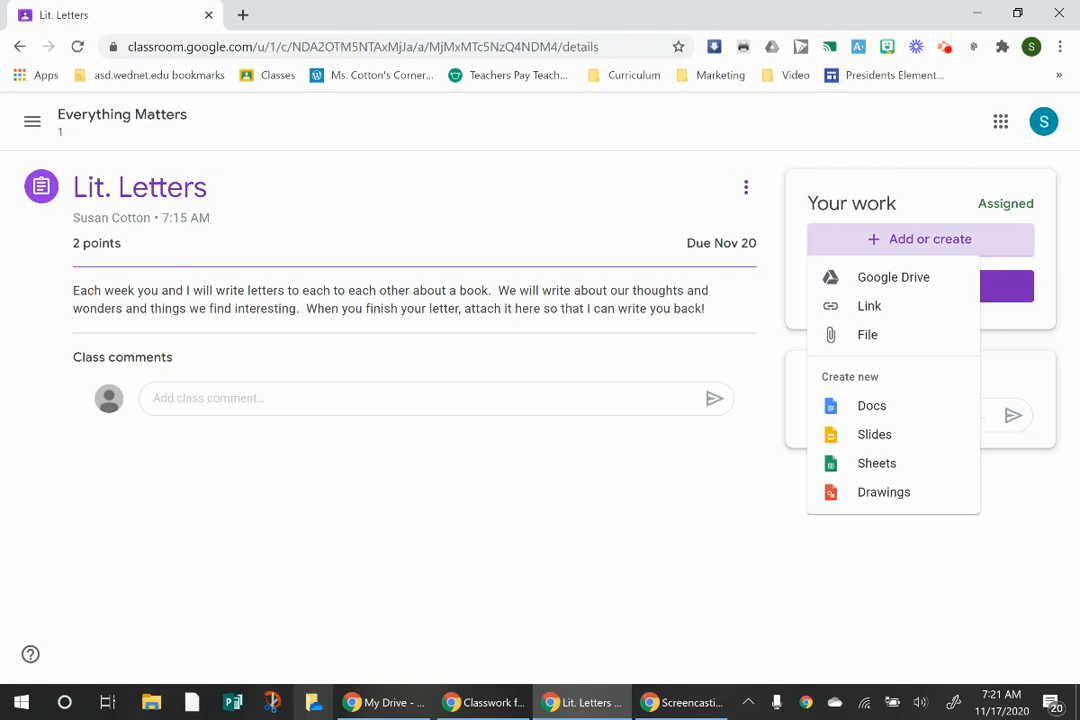 Lit. Letters
classroom.google.com/u/1/c/NDA2OTM5NTAxMjJa/a/MjMxMTc5NzQ4NDM4/details
S
Apps
asd.wednet.edu bookmarks
Classes
Ms. Cotton's Corner...
Teachers Pay Teach...
Curriculum
Marketing
Video
Presidents Element...
»
Everything Matters
1
S
Lit. Letters
Susan Cotton • 7:15 AM
2 points
Due Nov 20
Each week you and I will write letters to each to each other about a book. We will write about our thoughts and
wonders and things we find interesting. When you finish your letter, attach it here so that I can write you back!
Class comments
Add class comment...
Your work
Assigned
+ Add or create
Google Drive
Link
File
Create new
Docs
Slides
Sheets
Drawings
My Drive - ...
Classwork f...
Lit. Letters ...
Screencasti...
7:21 AM
11/17/2020
20